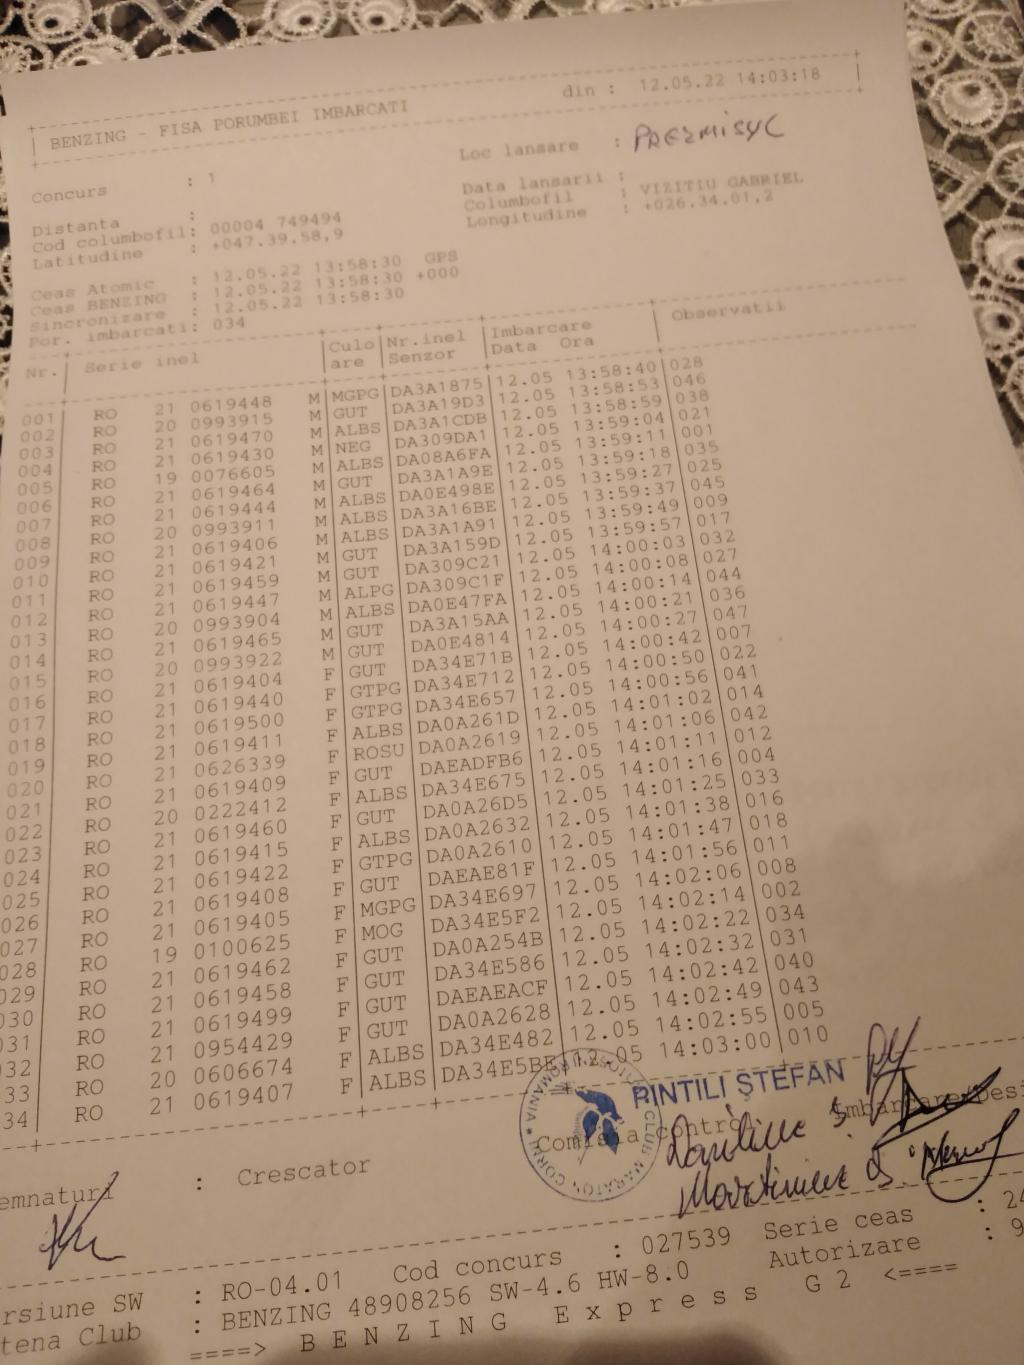 BENZING - FISA PORUMBEI IMBARCATI din : 12.05.22 14:03:18
Concurs : 1 Loc lansare : PREZMISYL
Distanta : Data lansarii :
Cod columbofil: 00004 749494 Columbofil : VIZITIU GABRIEL
Latitudine : +047.39.58,9 Longitudine : +026.34.01,2
Ceas Atomic : 12.05.22 13:58:30 GPS
Ceas BENZING : 12.05.22 13:58:30 +000
Sincronizare : 12.05.22 13:58:30
Por. imbarcati: 034
Nr. Serie inel Culo Nr.inel Imbarcare Observatii
are Senzor Data Ora
001 RO 21 0619448 M MGPG DA3A1875 12.05 13:58:40 028
002 RO 20 0993915 M GUT DA3A19D3 12.05 13:58:53 046
003 RO 21 0619470 M ALBS DA3A1CDB 12.05 13:58:59 038
004 RO 21 0619430 M NEG DA309DA1 12.05 13:59:04 021
005 RO 19 0076605 M ALBS DA08A6FA 12.05 13:59:11 001
006 RO 21 0619464 M GUT DA3A1A9E 12.05 13:59:18 035
007 RO 21 0619444 M ALBS DA0E498E 12.05 13:59:27 025
008 RO 20 0993911 M ALBS DA3A16BE 12.05 13:59:37 045
009 RO 21 0619406 M ALBS DA3A1A91 12.05 13:59:49 009
010 RO 21 0619421 M GUT DA3A159D 12.05 13:59:57 017
011 RO 21 0619459 M GUT DA309C21 12.05 14:00:03 032
012 RO 21 0619447 M ALPG DA309C1F 12.05 14:00:08 027
013 RO 20 0993904 M ALBS DA0E47FA 12.05 14:00:14 044
014 RO 21 0619465 M GUT DA3A15AA 12.05 14:00:21 036
015 RO 20 0993922 M GUT DA0E4814 12.05 14:00:27 047
016 RO 21 0619404 F GUT DA34E71B 12.05 14:00:42 007
017 RO 21 0619440 F GTPG DA34E712 12.05 14:00:50 022
018 RO 21 0619500 F GTPG DA34E657 12.05 14:00:56 041
019 RO 21 0619411 F ALBS DA0A261D 12.05 14:01:02 014
020 RO 21 0626339 F ROSU DA0A2619 12.05 14:01:06 042
021 RO 21 0619409 F GUT DAEADFB6 12.05 14:01:11 012
022 RO 20 0222412 F ALBS DA34E675 12.05 14:01:16 004
023 RO 21 0619460 F GUT DA0A26D5 12.05 14:01:25 033
024 RO 21 0619415 F ALBS DA0A2632 12.05 14:01:38 016
025 RO 21 0619422 F GTPG DA0A2610 12.05 14:01:47 018
026 RO 21 0619408 F GUT DAEAE81F 12.05 14:01:56 011
027 RO 21 0619405 F MGPG DA34E697 12.05 14:02:06 008
028 RO 19 0100625 F MOG DA34E5F2 12.05 14:02:14 002
029 RO 21 0619462 F GUT DA0A254B 12.05 14:02:22 034
030 RO 21 0619458 F GUT DA34E586 12.05 14:02:32 031
031 RO 21 0619499 F GUT DAEAEACF 12.05 14:02:42 040
032 RO 21 0954429 F GUT DA0A2628 12.05 14:02:49 043
33 RO 20 0606674 F ALBS DA34E482 12.05 14:02:55 005
34 RO 21 0619407 F ALBS DA34E5BE 12.05 14:03:00 010
PINTILI ŞTEFAN
CLUB MARATON CORNI * ROMANIA
emnaturi : Crescator Comisia control Imbarcare/Desi
rsiune SW : RO-04.01 Cod concurs : 027539 Serie ceas : 24
tena Club : BENZING 48908256 SW-4.6 HW-8.0 Autorizare : 9
====> B E N Z I N G E x p r e s s G 2 <====